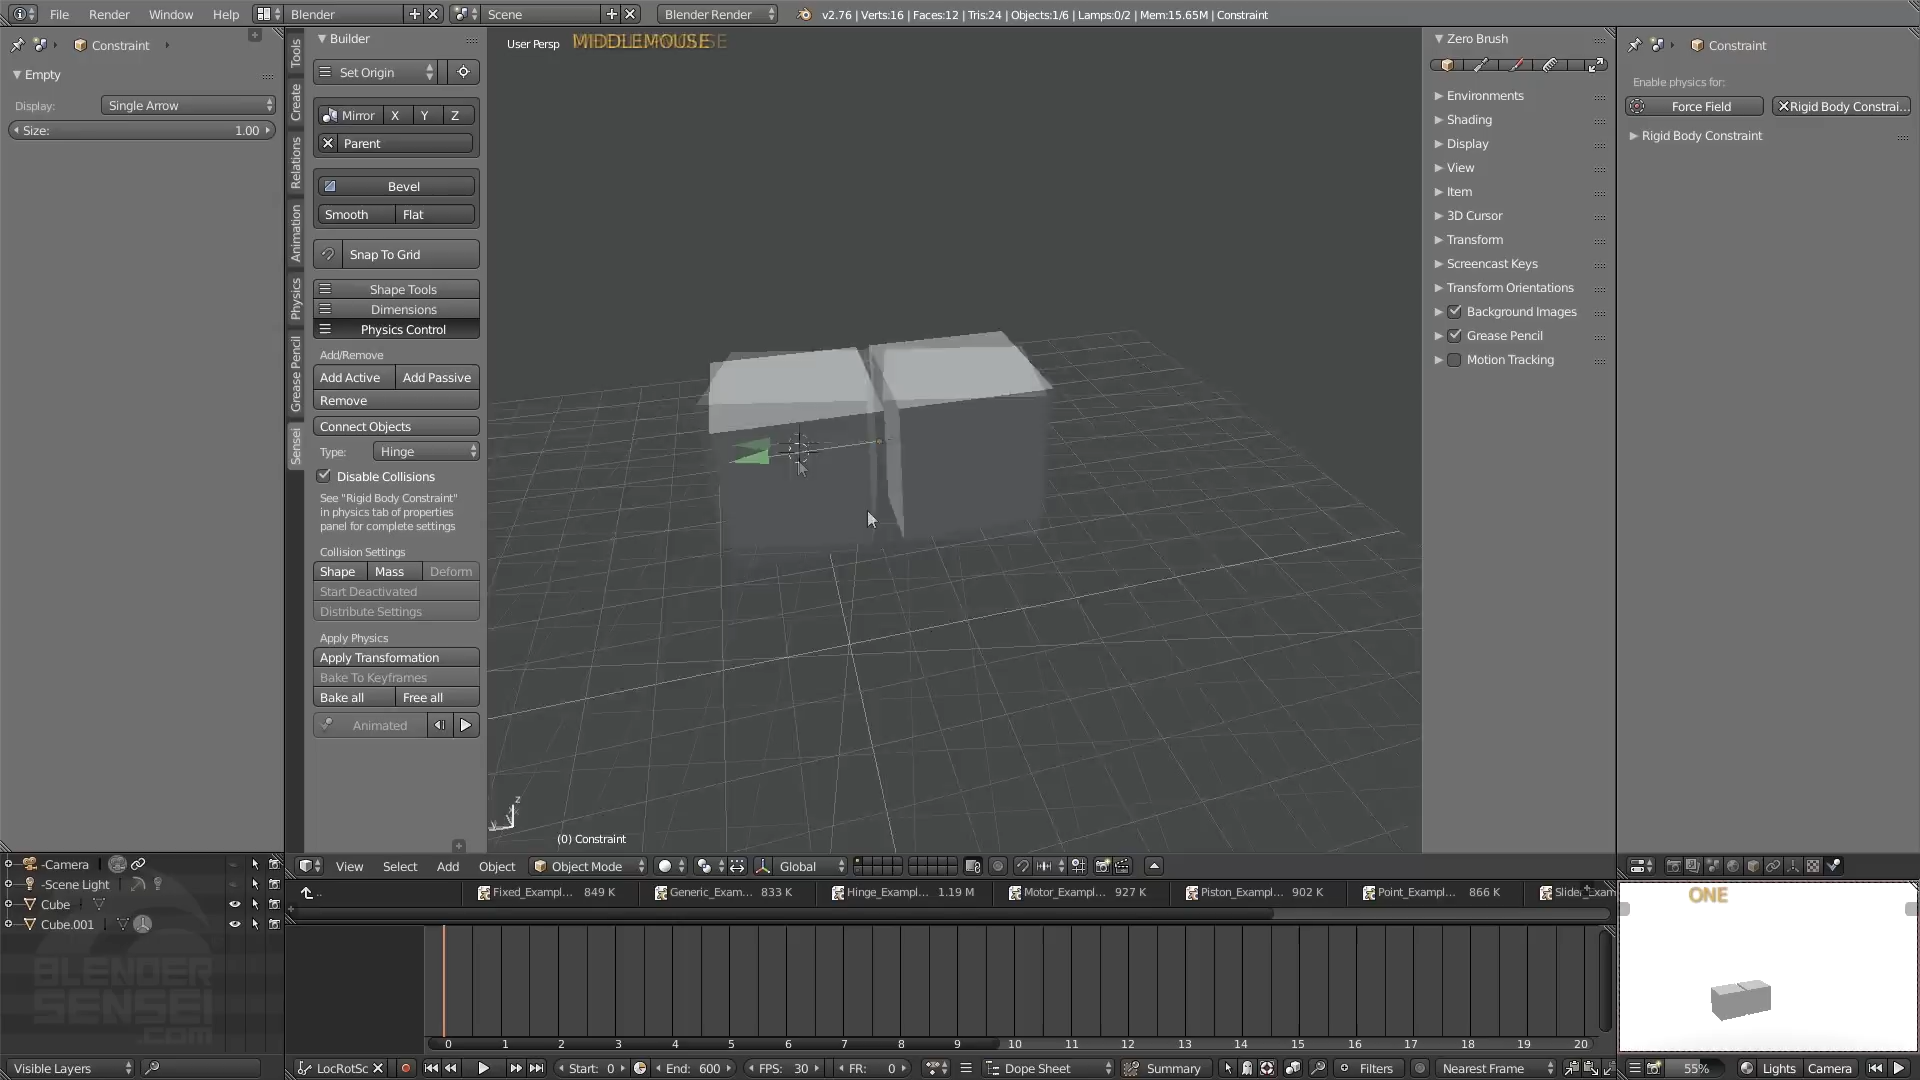 File Render Window Help Blender Scene Blender Render v2.76 | Verts:16 | Faces:12 | Tris:24 | Objects:1/6 | Lamps:0/2 | Mem:15.65M | Constraint
Constraint
Empty
Display: Single Arrow
Size: 1.00
Tools
Create
Relations
Animation
Physics
Grease Pencil
Sensei
Builder
Set Origin
Mirror X Y Z
Parent
Bevel
Smooth Flat
Snap To Grid
Shape Tools
Dimensions
Physics Control
Add/Remove
Add Active Add Passive
Remove
Connect Objects
Type: Hinge
Disable Collisions
See "Rigid Body Constraint"
in physics tab of properties
panel for complete settings
Collision Settings
Shape Mass Deform
Start Deactivated
Distribute Settings
Apply Physics
Apply Transformation
Bake To Keyframes
Bake all Free all
Animated
User Persp MIDDLEMOUSE
z
(0) Constraint
Zero Brush
Environments
Shading
Display
View
Item
3D Cursor
Transform
Screencast Keys
Transform Orientations
Background Images
Grease Pencil
Motion Tracking
Constraint
Enable physics for:
Force Field Rigid Body Constrai...
Rigid Body Constraint
View Select Add Object Object Mode Global
-Camera
-Scene Light
Cube
Cube.001
BLENDER
SENSEI
.COM
.. Fixed_Exampl... 849 K Generic_Exam... 833 K Hinge_Exampl... 1.19 M Motor_Exampl... 927 K Piston_Exampl... 902 K Point_Exampl... 866 K
ONE
0 1 2 3 4 5 6 7 8 9 10 11 12 13 14 15 16 17 18 19 20
Visible Layers LocRotSc Start: 0 End: 600 FPS: 30 FR: 0 Dope Sheet Summary Filters Nearest Frame 55% Lights Camera